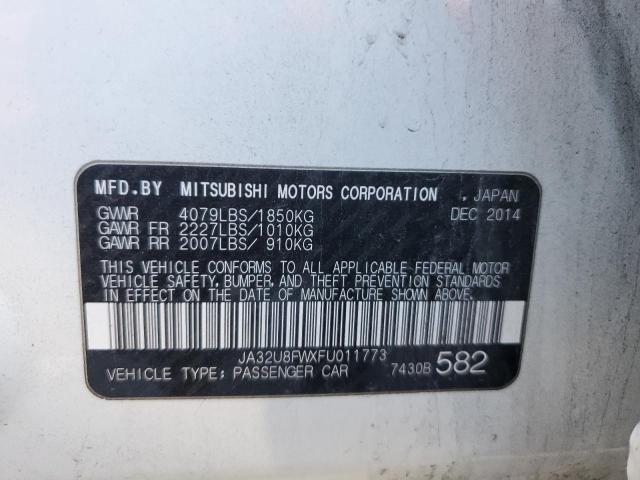 MFD.BY MITSUBISHI MOTORS CORPORATION , JAPAN
GVWR 4079LBS/1850KG DEC 2014
GAWR FR 2227LBS/1010KG
GAWR RR 2007LBS/ 910KG
THIS VEHICLE CONFORMS TO ALL APPLICABLE FEDERAL MOTOR
VEHICLE SAFETY, BUMPER, AND THEFT PREVENTION STANDARDS
IN EFFECT ON THE DATE OF MANUFACTURE SHOWN ABOVE.
JA32U8FWXFU011773
VEHICLE TYPE: PASSENGER CAR 7430B 582